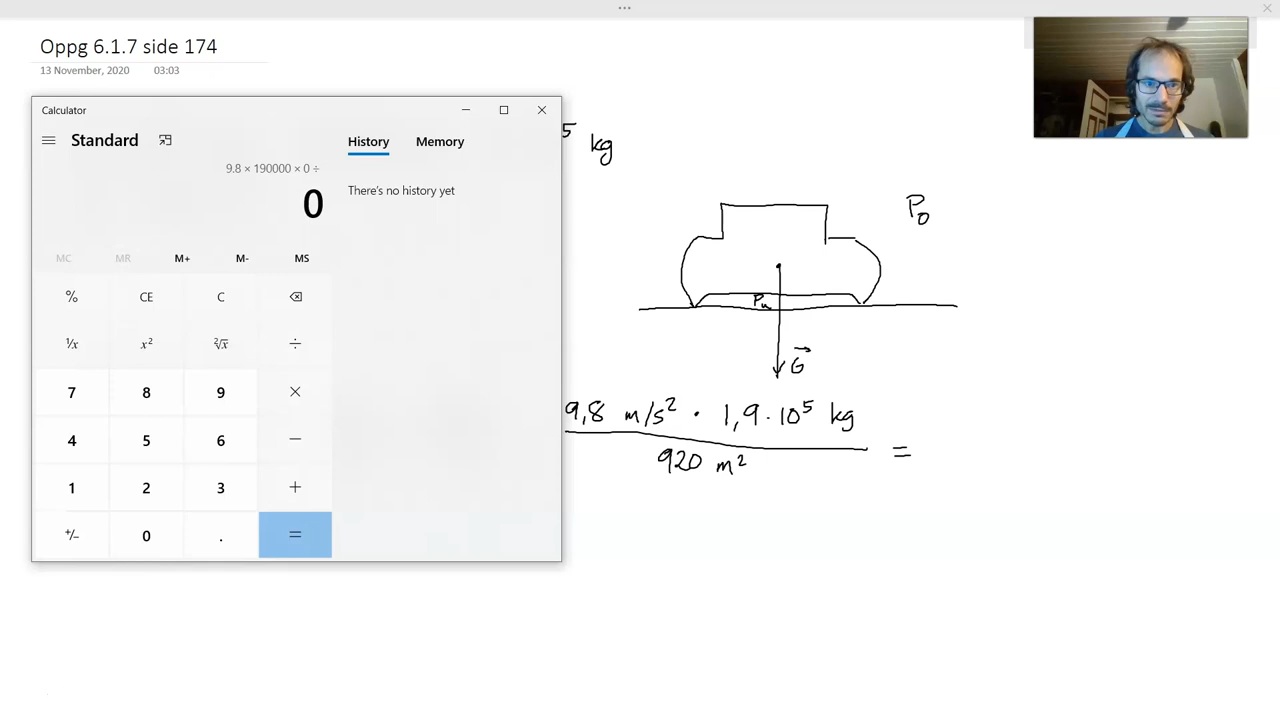 Oppg 6.1.7 side 174
13 November, 2020 03:03
Calculator
Standard
History Memory
9.8 × 190000 × 0 ÷
There's no history yet
0
MC MR M+ M- MS
% CE C
¹/x x² ²√x ÷
7 8 9 ×
4 5 6 −
1 2 3 +
+/− 0 . =
5 kg
P₀
Pᵤ
G
9,8 m/s² · 1,9 · 10⁵ kg
920 m²
=